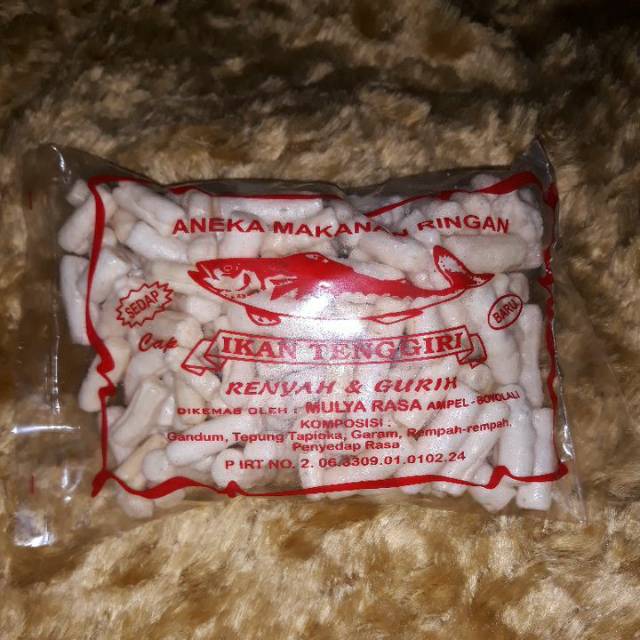 ANEKA MAKANAN RINGAN
SEDAP
BARU
Cap
IKAN TENGGIRI
RENYAH & GURIH
DIKEMAS OLEH : MULYA RASA AMPEL - BOYOLALI
KOMPOSISI :
Gandum, Tepung Tapioka, Garam, Rempah-rempah,
Penyedap Rasa
P IRT NO. 2. 06.3309.01.0102.24